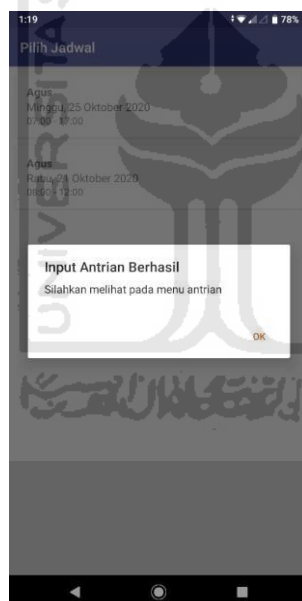 1:19
78%
Pilih Jadwal
Agus
Minggu, 25 Oktober 2020
07:00 - 17:00
Agus
Rabu, 21 Oktober 2020
08:00 - 12:00
Input Antrian Berhasil
Silahkan melihat pada menu antrian
OK
UNIVERSITAS